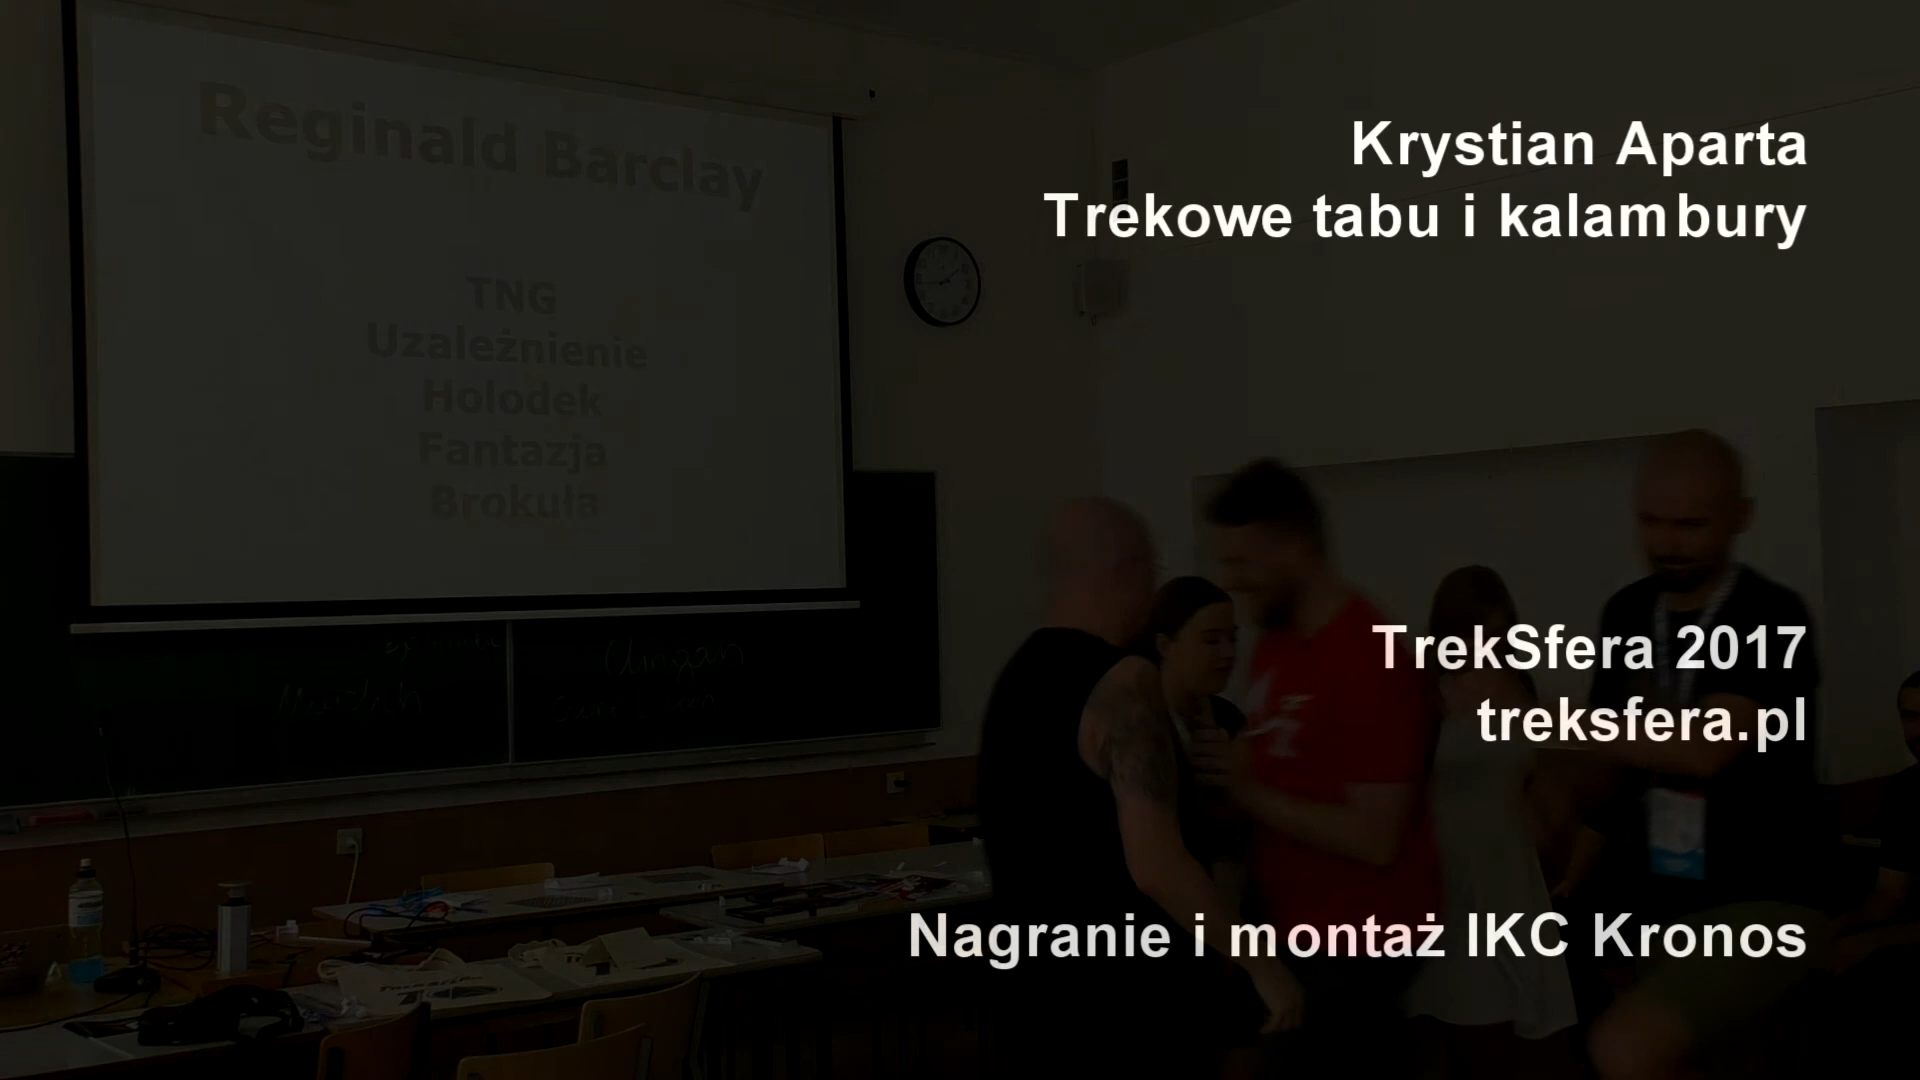 Reginald Barclay
TNG
Uzależnienie
Holodek
Fantazja
Brokuła
Krystian Aparta
Trekowe tabu i kalambury
TrekSfera 2017
treksfera.pl
Nagranie i montaż IKC Kronos